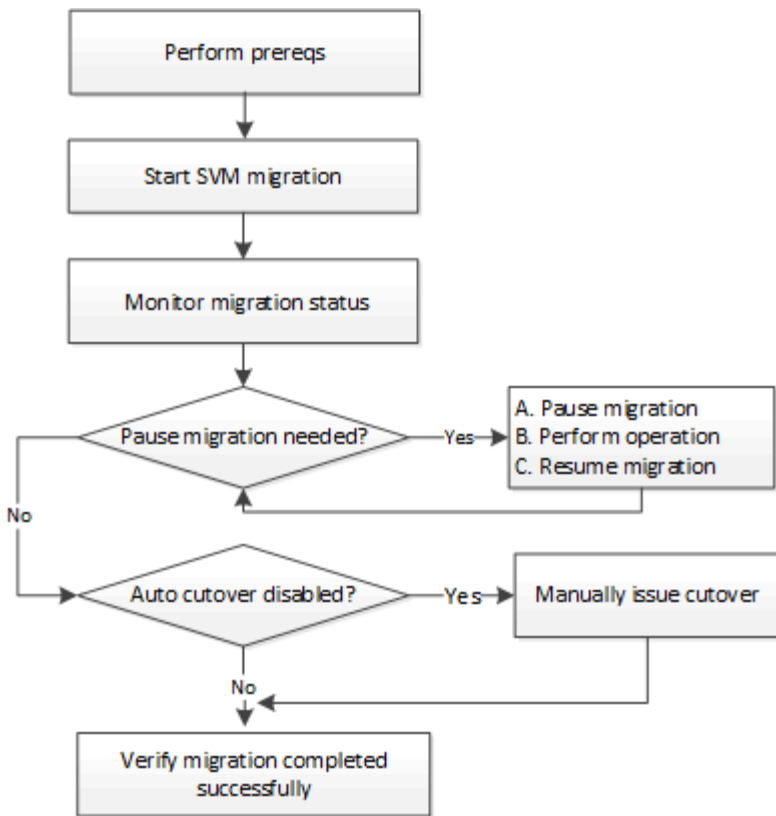 Perform prereqs
Start SVM migration
Monitor migration status
Pause migration needed?
Yes
A. Pause migration
B. Perform operation
C. Resume migration
No
Auto cutover disabled?
Yes
Manually issue cutover
No
Verify migration completed
successfully